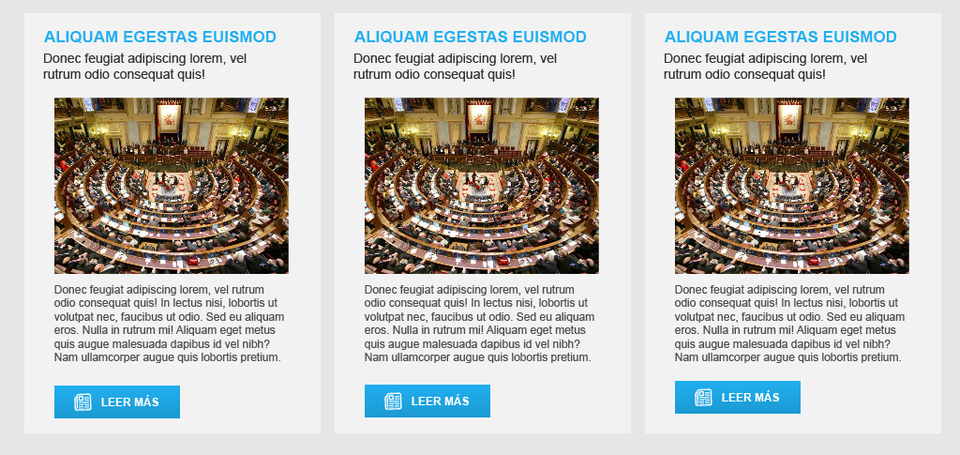 ALIQUAM EGESTAS EUISMOD
Donec feugiat adipiscing lorem, vel
rutrum odio consequat quis!
Donec feugiat adipiscing lorem, vel rutrum
odio consequat quis! In lectus nisi, lobortis ut
volutpat nec, faucibus ut odio. Sed eu aliquam
eros. Nulla in rutrum mi! Aliquam eget metus
quis augue malesuada dapibus id vel nibh?
Nam ullamcorper augue quis lobortis pretium.
LEER MÁS
ALIQUAM EGESTAS EUISMOD
Donec feugiat adipiscing lorem, vel
rutrum odio consequat quis!
Donec feugiat adipiscing lorem, vel rutrum
odio consequat quis! In lectus nisi, lobortis ut
volutpat nec, faucibus ut odio. Sed eu aliquam
eros. Nulla in rutrum mi! Aliquam eget metus
quis augue malesuada dapibus id vel nibh?
Nam ullamcorper augue quis lobortis pretium.
LEER MÁS
ALIQUAM EGESTAS EUISMOD
Donec feugiat adipiscing lorem, vel
rutrum odio consequat quis!
Donec feugiat adipiscing lorem, vel rutrum
odio consequat quis! In lectus nisi, lobortis ut
volutpat nec, faucibus ut odio. Sed eu aliquam
eros. Nulla in rutrum mi! Aliquam eget metus
quis augue malesuada dapibus id vel nibh?
Nam ullamcorper augue quis lobortis pretium.
LEER MÁS